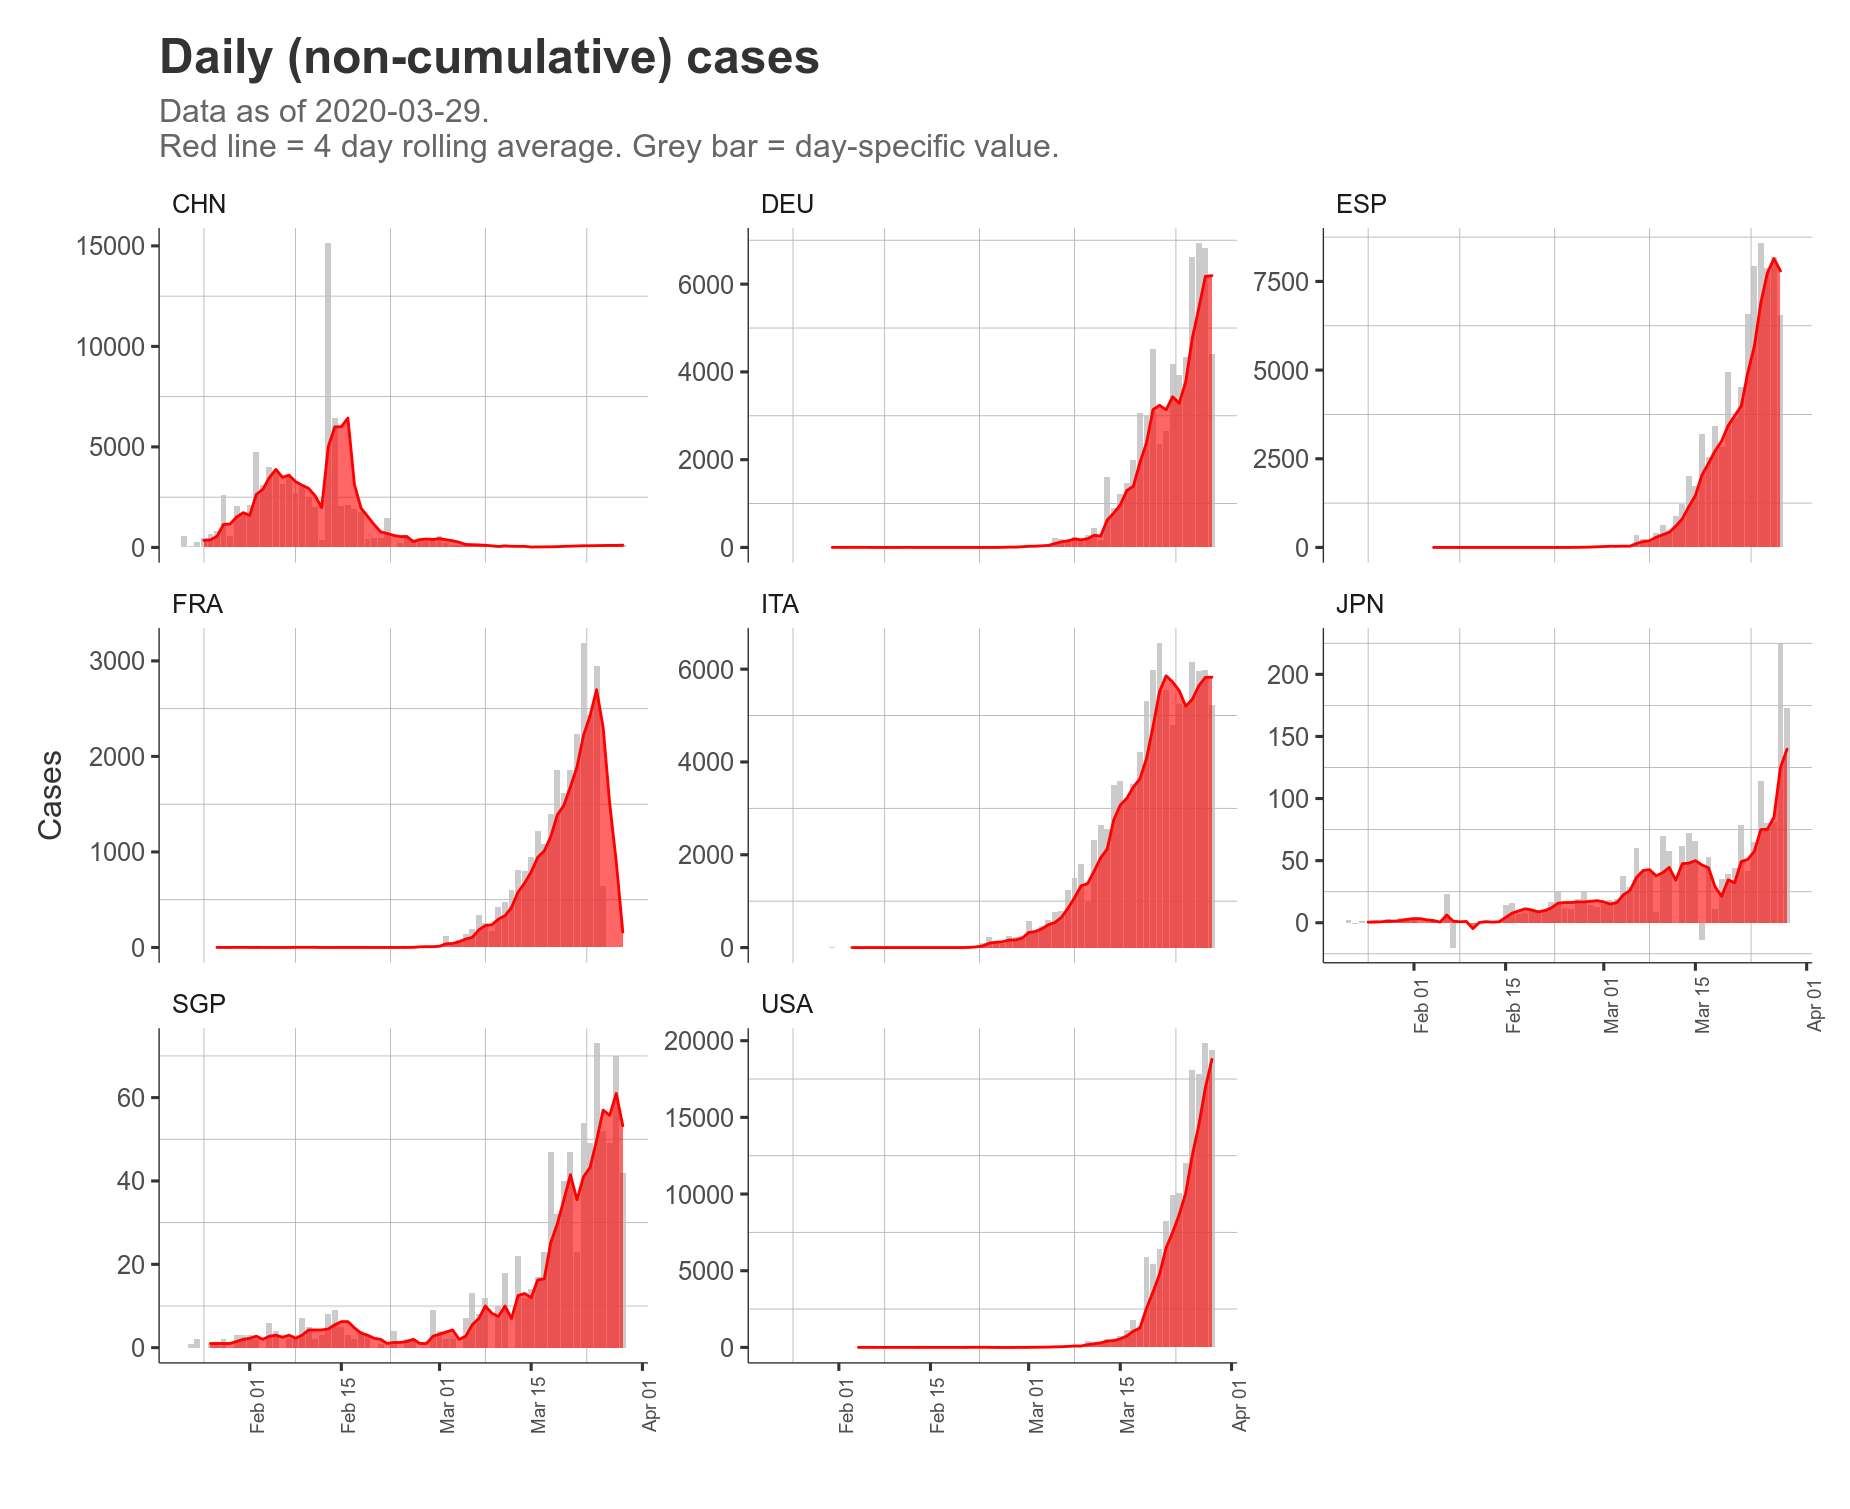 Daily (non-cumulative) cases
Data as of 2020-03-29.
Red line = 4 day rolling average. Grey bar = day-specific value.
CHN
15000
10000
5000
0
DEU
6000
4000
2000
0
ESP
7500
5000
2500
0
Cases
FRA
3000
2000
1000
0
ITA
6000
4000
2000
0
JPN
200
150
100
50
0
Feb 01
Feb 15
Mar 01
Mar 15
Apr 01
SGP
60
40
20
0
Feb 01
Feb 15
Mar 01
Mar 15
Apr 01
USA
20000
15000
10000
5000
0
Feb 01
Feb 15
Mar 01
Mar 15
Apr 01